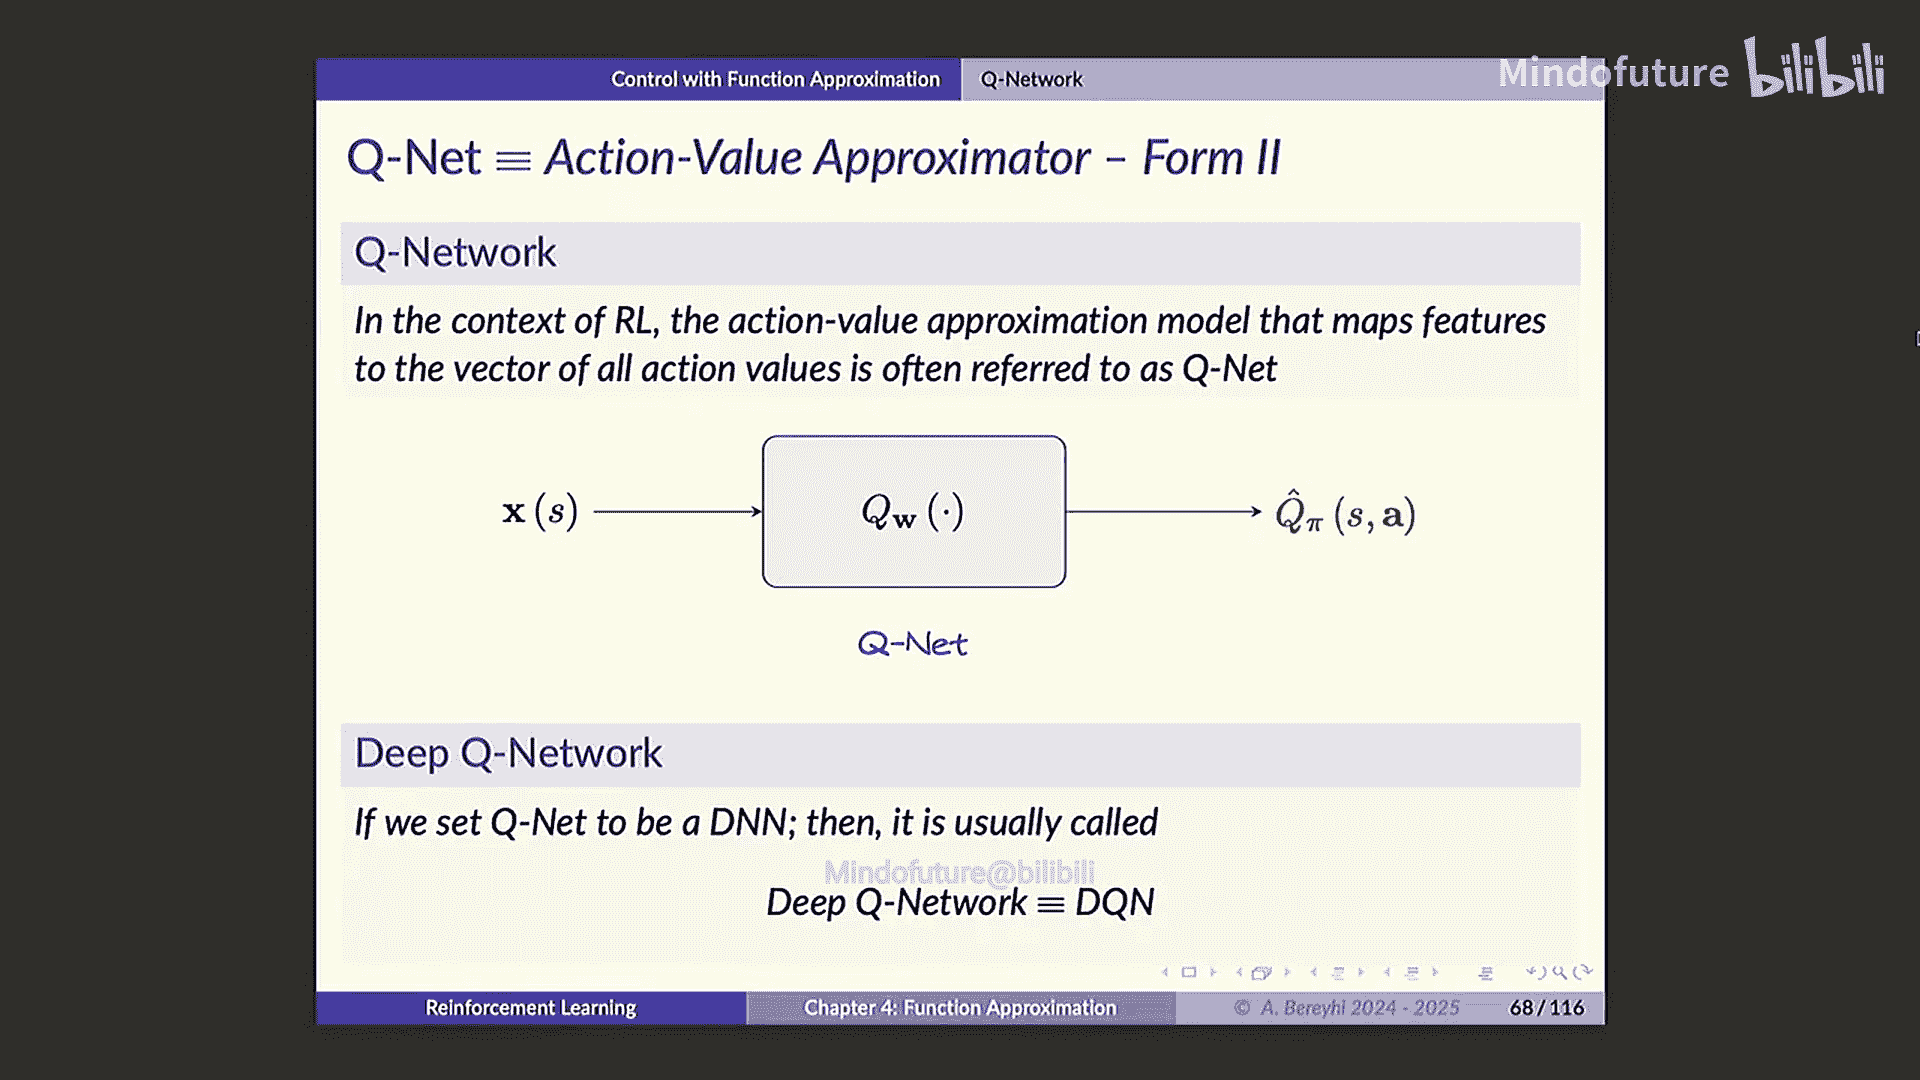 Mindofuture bilibili
Control with Function Approximation Q-Network
Q-Net ≡ Action-Value Approximator – Form II
Q-Network
In the context of RL, the action-value approximation model that maps features
to the vector of all action values is often referred to as Q-Net
x (s) Q_w (·) Q̂_π (s, a)
Q-Net
Deep Q-Network
If we set Q-Net to be a DNN; then, it is usually called
Mindofuture@bilibili
Deep Q-Network ≡ DQN
Reinforcement Learning Chapter 4: Function Approximation © A. Bereyhi 2024 - 2025 68 / 116